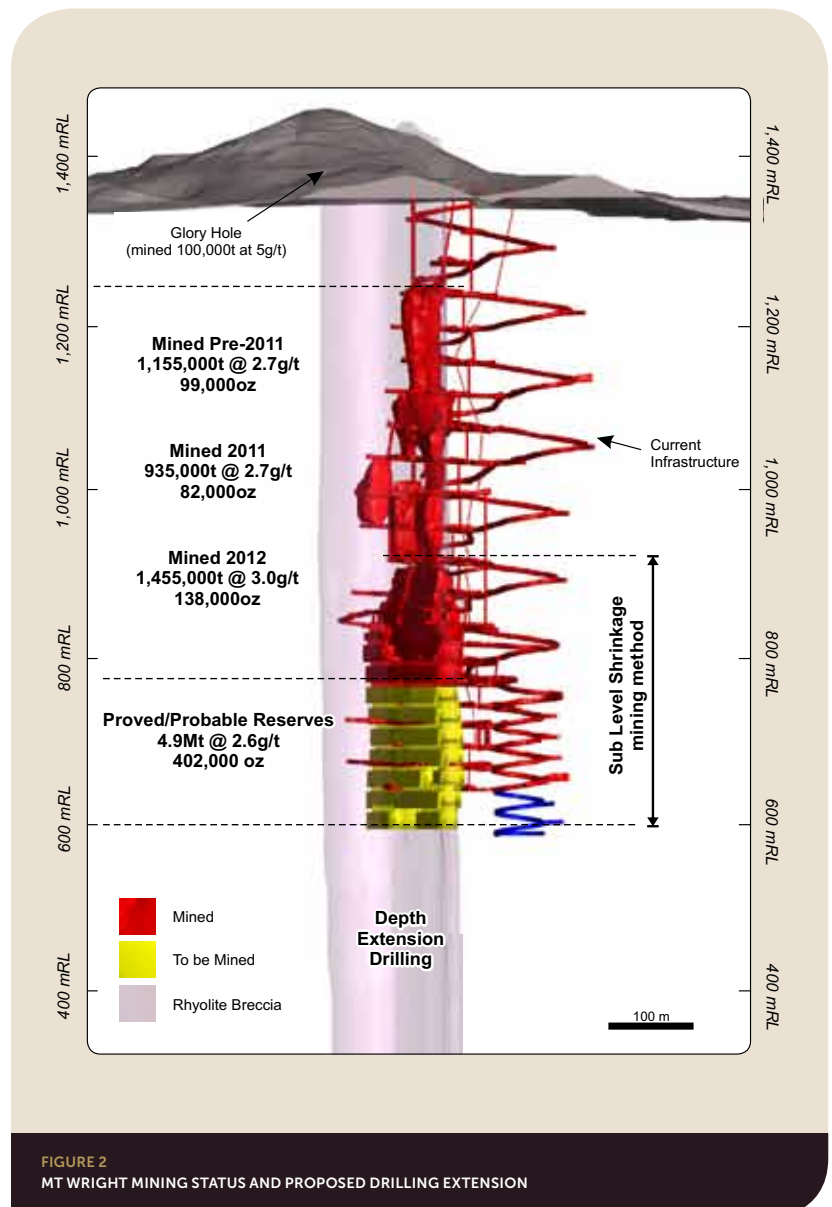 1,400 mRL
1,200 mRL
1,000 mRL
800 mRL
600 mRL
400 mRL
Glory Hole
(mined 100,000t at 5g/t)
Mined Pre-2011
1,155,000t @ 2.7g/t
99,000oz
Mined 2011
935,000t @ 2.7g/t
82,000oz
Mined 2012
1,455,000t @ 3.0g/t
138,000oz
Proved/Probable Reserves
4.9Mt @ 2.6g/t
402,000 oz
Current
Infrastructure
Sub Level Shrinkage
mining method
Depth
Extension
Drilling
Mined
To be Mined
Rhyolite Breccia
100 m
1,400 mRL
1,200 mRL
1,000 mRL
800 mRL
600 mRL
400 mRL
FIGURE 2
MT WRIGHT MINING STATUS AND PROPOSED DRILLING EXTENSION